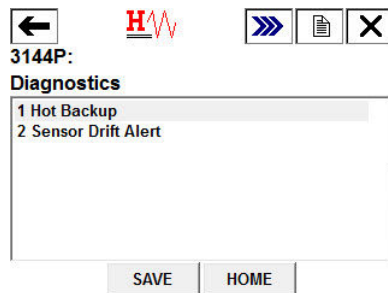 H
3144P:
Diagnostics
1 Hot Backup
2 Sensor Drift Alert
SAVE HOME